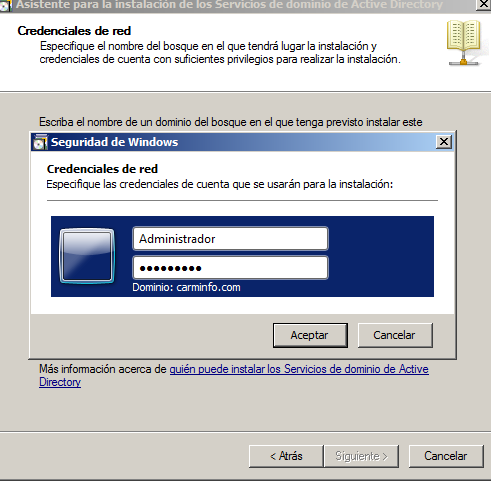 Asistente para la instalación de los Servicios de dominio de Active Directory
Credenciales de red
Especifique el nombre del bosque en el que tendrá lugar la instalación y
credenciales de cuenta con suficientes privilegios para realizar la instalación.
Escriba el nombre de un dominio del bosque en el que tenga previsto instalar este
Seguridad de Windows
Credenciales de red
Especifique las credenciales de cuenta que se usarán para la instalación:
Administrador
●●●●●●●●●
Dominio: carminfo.com
Aceptar
Cancelar
Más información acerca de quién puede instalar los Servicios de dominio de Active
Directory
< Atrás
Siguiente >
Cancelar